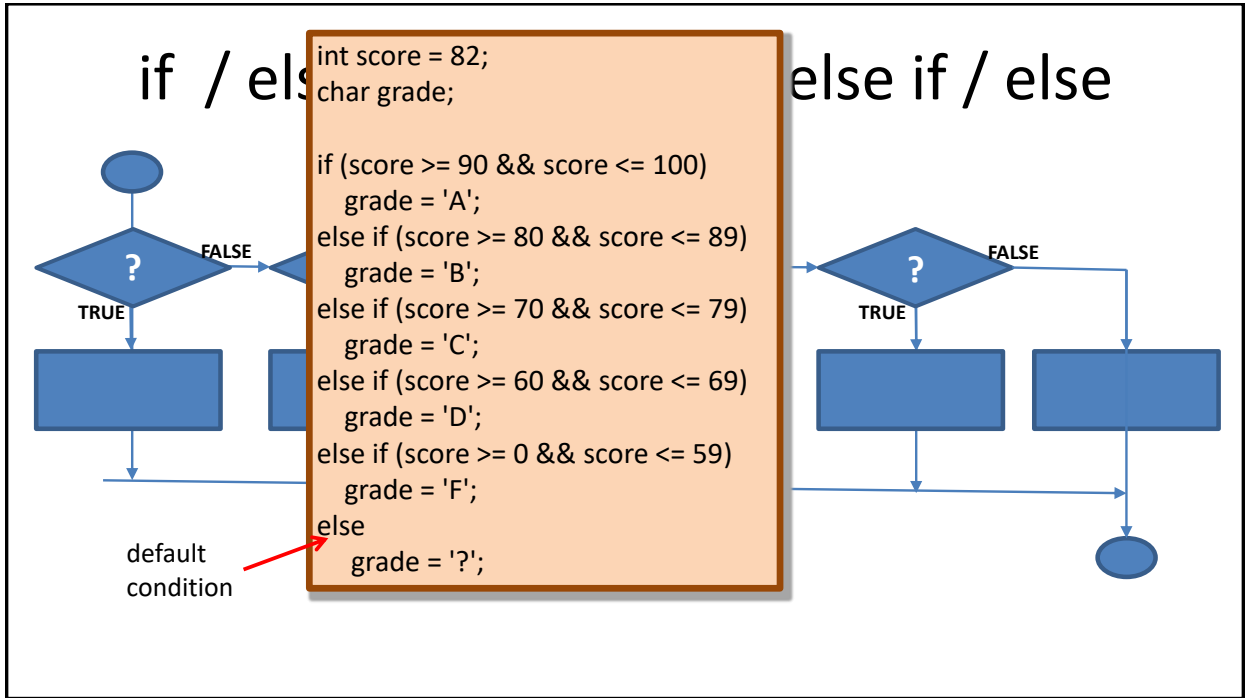 if / els else if / else
int score = 82;
char grade;
if (score >= 90 && score <= 100)
grade = 'A';
else if (score >= 80 && score <= 89)
grade = 'B';
else if (score >= 70 && score <= 79)
grade = 'C';
else if (score >= 60 && score <= 69)
grade = 'D';
else if (score >= 0 && score <= 59)
grade = 'F';
else
grade = '?';
?
FALSE
TRUE
?
FALSE
TRUE
default
condition